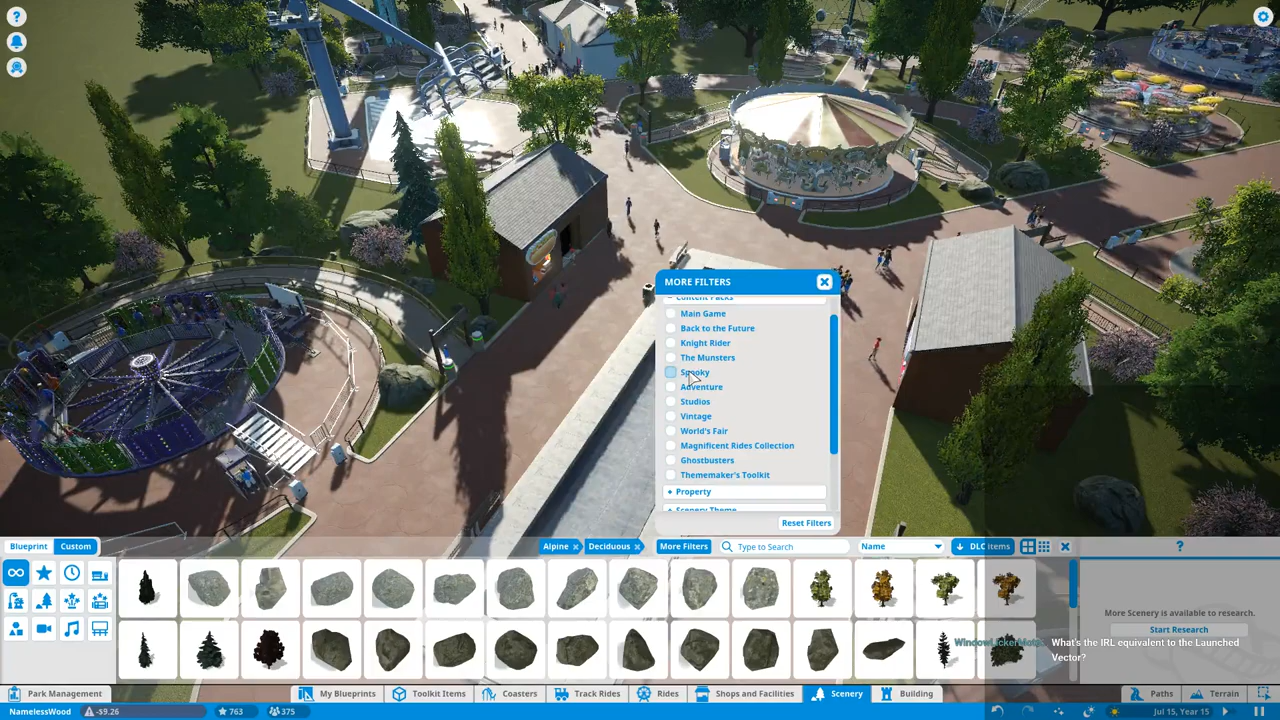 ?
MORE FILTERS
Content Packs
Main Game
Back to the Future
Knight Rider
The Munsters
Spooky
Adventure
Studios
Vintage
World's Fair
Magnificent Rides Collection
Ghostbusters
Thememaker's Toolkit
+ Property
Scenery Theme
Reset Filters
Blueprint
Custom
Alpine ×
Deciduous ×
More Filters
Type to Search
Name
DLC Items
?
More Scenery is available to research.
Start Research
What's the IRL equivalent to the Launched Vector?
Park Management
My Blueprints
Toolkit Items
Coasters
Track Rides
Rides
Shops and Facilities
Scenery
Building
Paths
Terrain
NamelessWood
-$9.26
763
375
Jul 15, Year 15